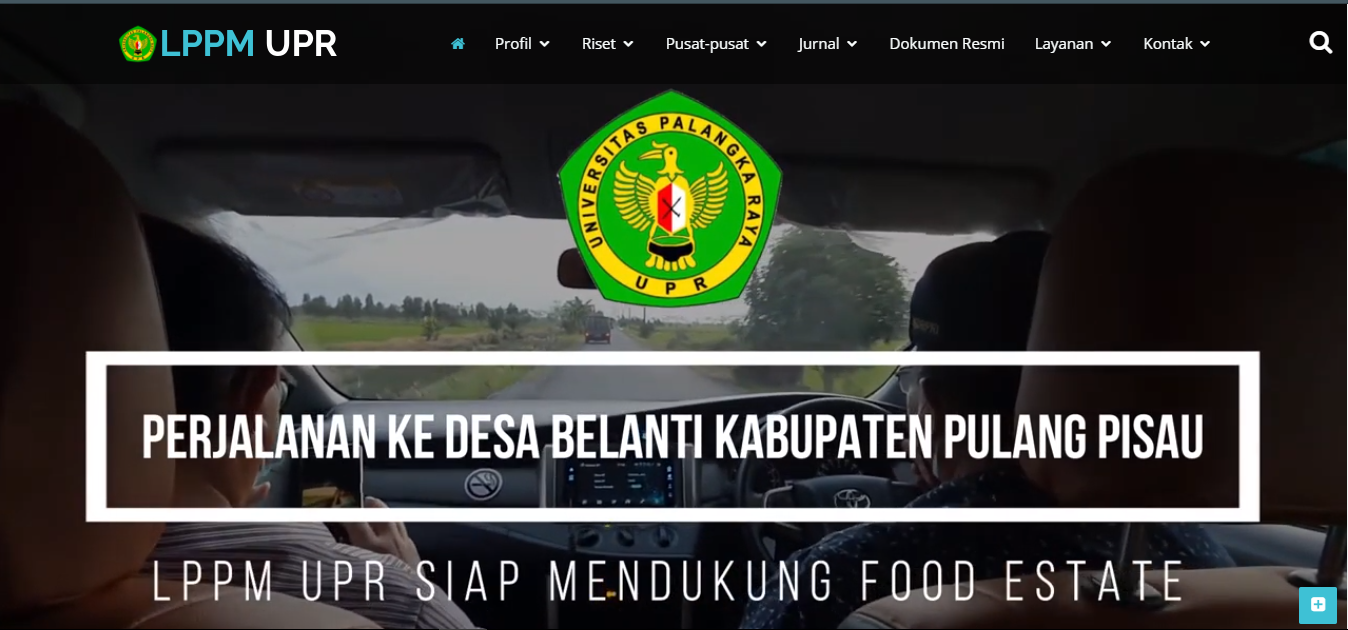 LPPM UPR
Profil
Riset
Pusat-pusat
Jurnal
Dokumen Resmi
Layanan
Kontak
UNIVERSITAS PALANGKA RAYA
UPR
PERJALANAN KE DESA BELANTI KABUPATEN PULANG PISAU
LPPM UPR SIAP MENDUKUNG FOOD ESTATE